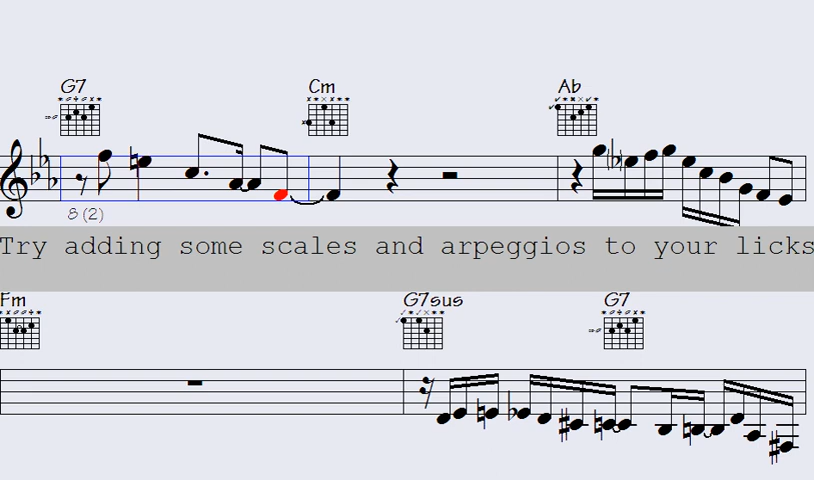 G7 Cm Ab
8 (2)
Try adding some scales and arpeggios to your licks
Fm G7sus G7